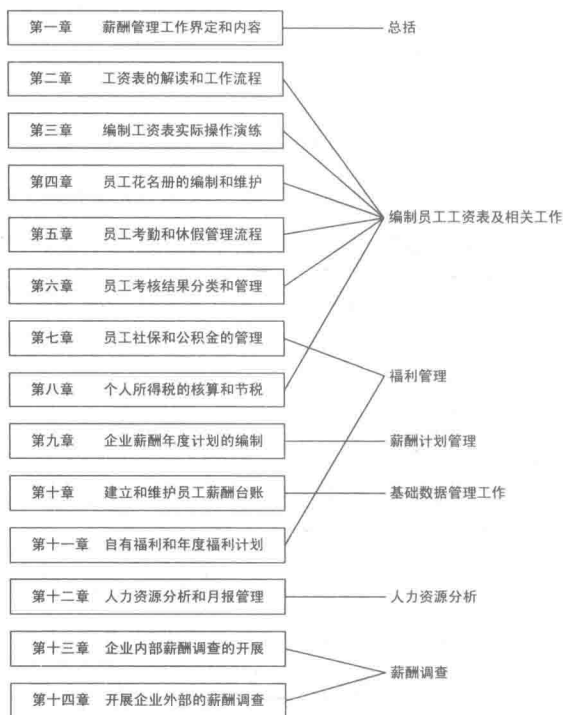 第一章 薪酬管理工作界定和内容 总括
第二章 工资表的解读和工作流程
第三章 编制工资表实际操作演练
第四章 员工花名册的编制和维护
编制员工工资表及相关工作
第五章 员工考勤和休假管理流程
第六章 员工考核结果分类和管理
第七章 员工社保和公积金的管理
福利管理
第八章 个人所得税的核算和节税
第九章 企业薪酬年度计划的编制 薪酬计划管理
第十章 建立和维护员工薪酬台账 基础数据管理工作
第十一章 自有福利和年度福利计划
第十二章 人力资源分析和月报管理 人力资源分析
第十三章 企业内部薪酬调查的开展
薪酬调查
第十四章 开展企业外部的薪酬调查